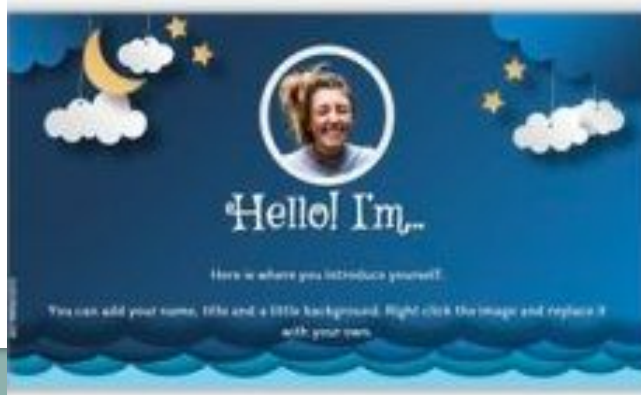 Hello! I'm...
Here is where you introduce yourself.
You can add your name, title and a little background. Right click the image and replace it
with your own.